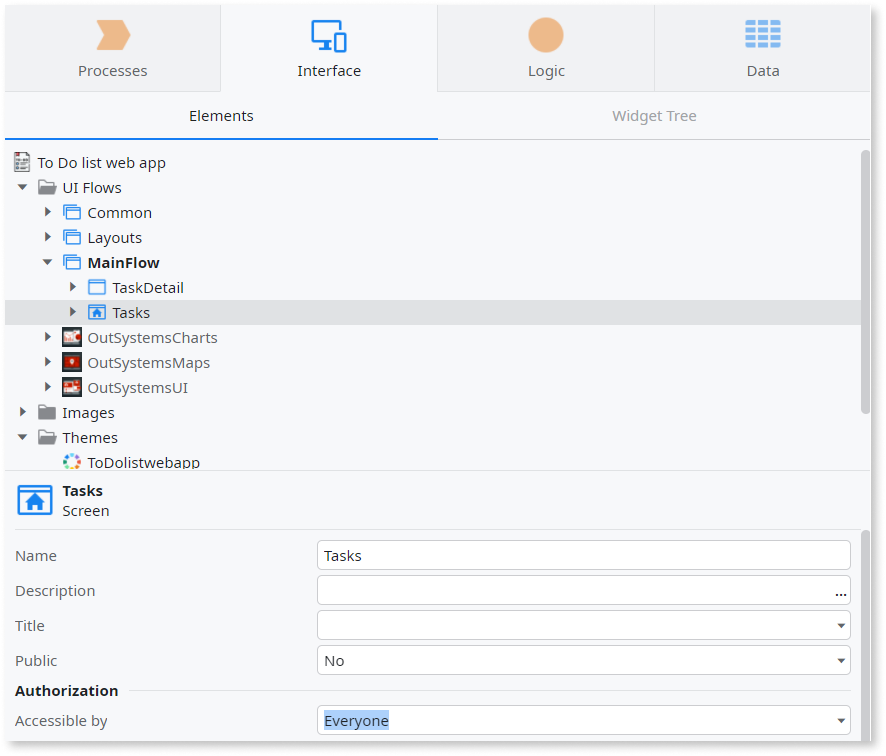 Processes Interface Logic Data
Elements Widget Tree
To Do list web app
UI Flows
Common
Layouts
MainFlow
TaskDetail
Tasks
OutSystemsCharts
OutSystemsMaps
OutSystemsUI
Images
Themes
ToDolistwebapp
Tasks
Screen
Name Tasks
Description ...
Title
Public No
Authorization
Accessible by Everyone